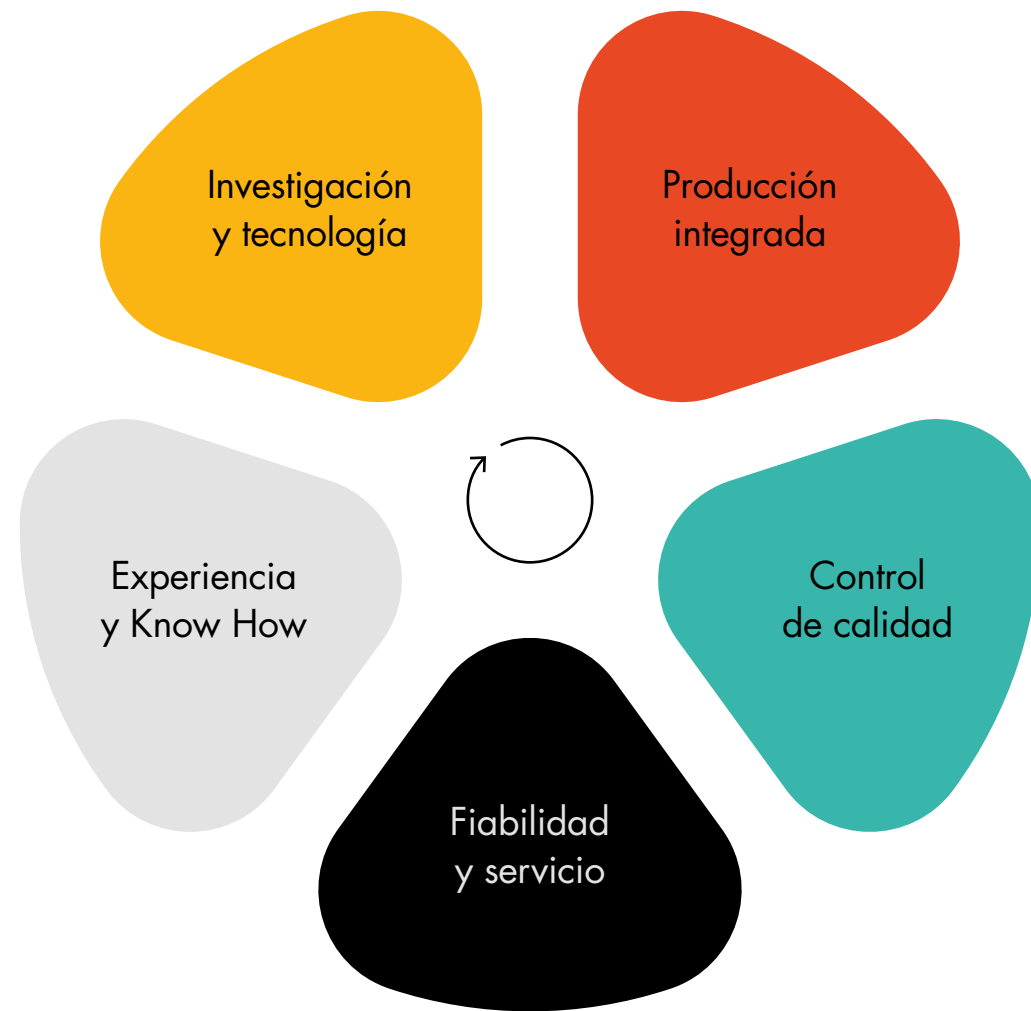 Investigación
y tecnología
Producción
integrada
Experiencia
y Know How
Control
de calidad
Fiabilidad
y servicio